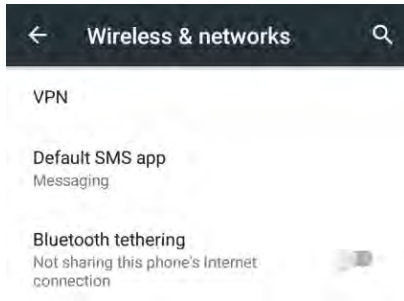 Wireless & networks
VPN
Default SMS app
Messaging
Bluetooth tethering
Not sharing this phone's Internet
connection